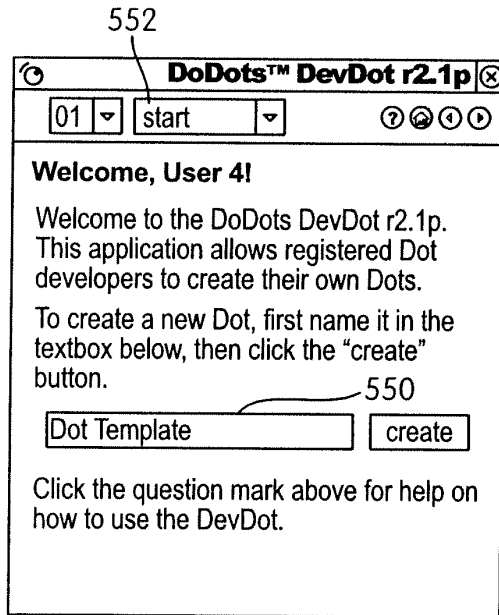 552
DoDots™ DevDot r2.1p
01 start
Welcome, User 4!
Welcome to the DoDots DevDot r2.1p.
This application allows registered Dot
developers to create their own Dots.
To create a new Dot, first name it in the
textbox below, then click the “create”
button.
550
Dot Template create
Click the question mark above for help on
how to use the DevDot.